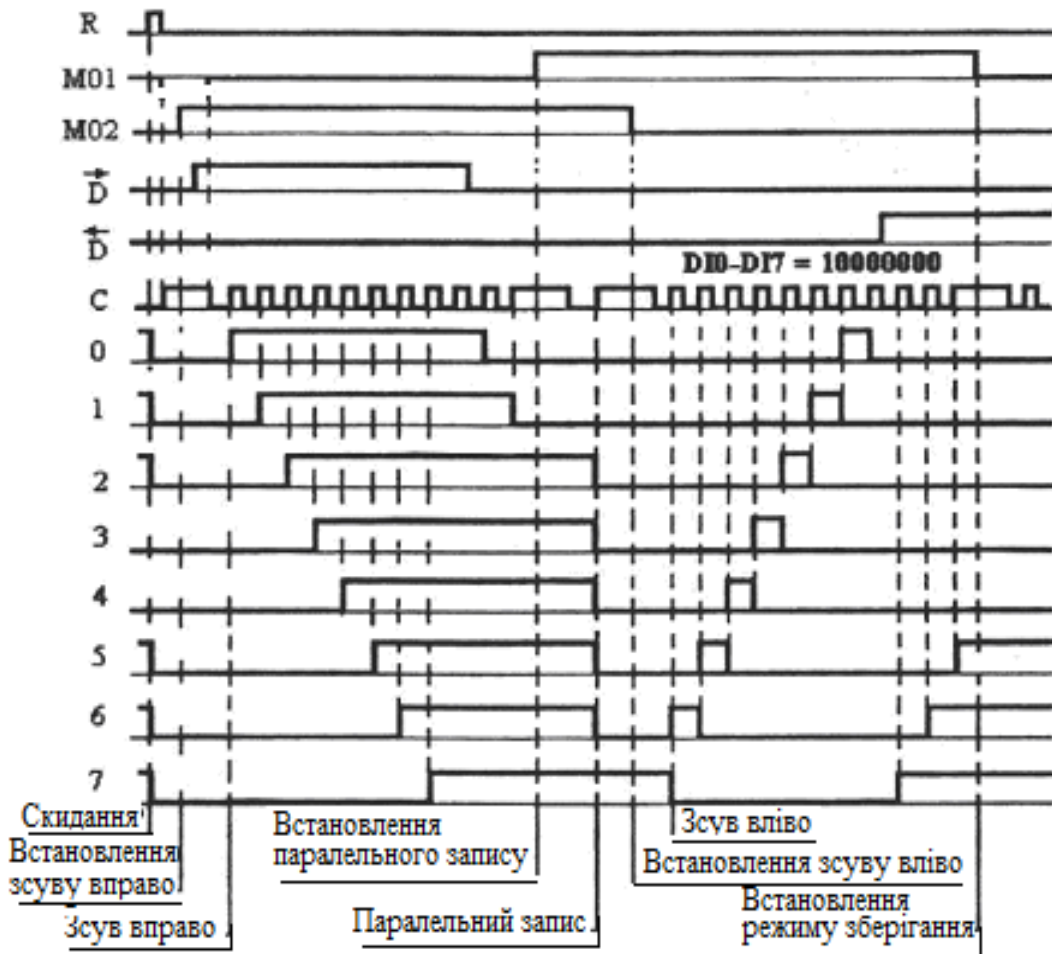 R
M01
M02
D
D
DI0-DI7 = 10000000
C
0
1
2
3
4
5
6
7
Скидання
Встановлення
зсуву вправо
Зсув вправо
Встановлення
паралельного запису
Паралельний запис
Зсув вліво
Встановлення зсуву вліво
Встановлення
режиму зберігання